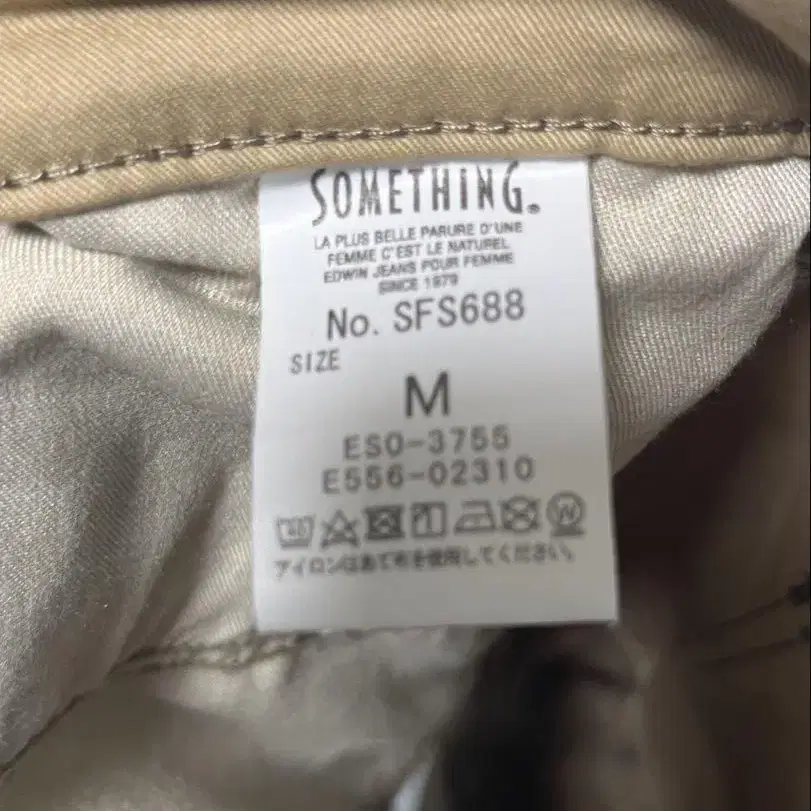 SOMETHING.
LA PLUS BELLE PARURE D'UNE
FEMME C'EST LE NATUREL
EDWIN JEANS POUR FEMME
SINCE 1979
No. SFS688
SIZE
M
ES0-3755
E556-02310
40 W
アイロンはあて布を使用してください。